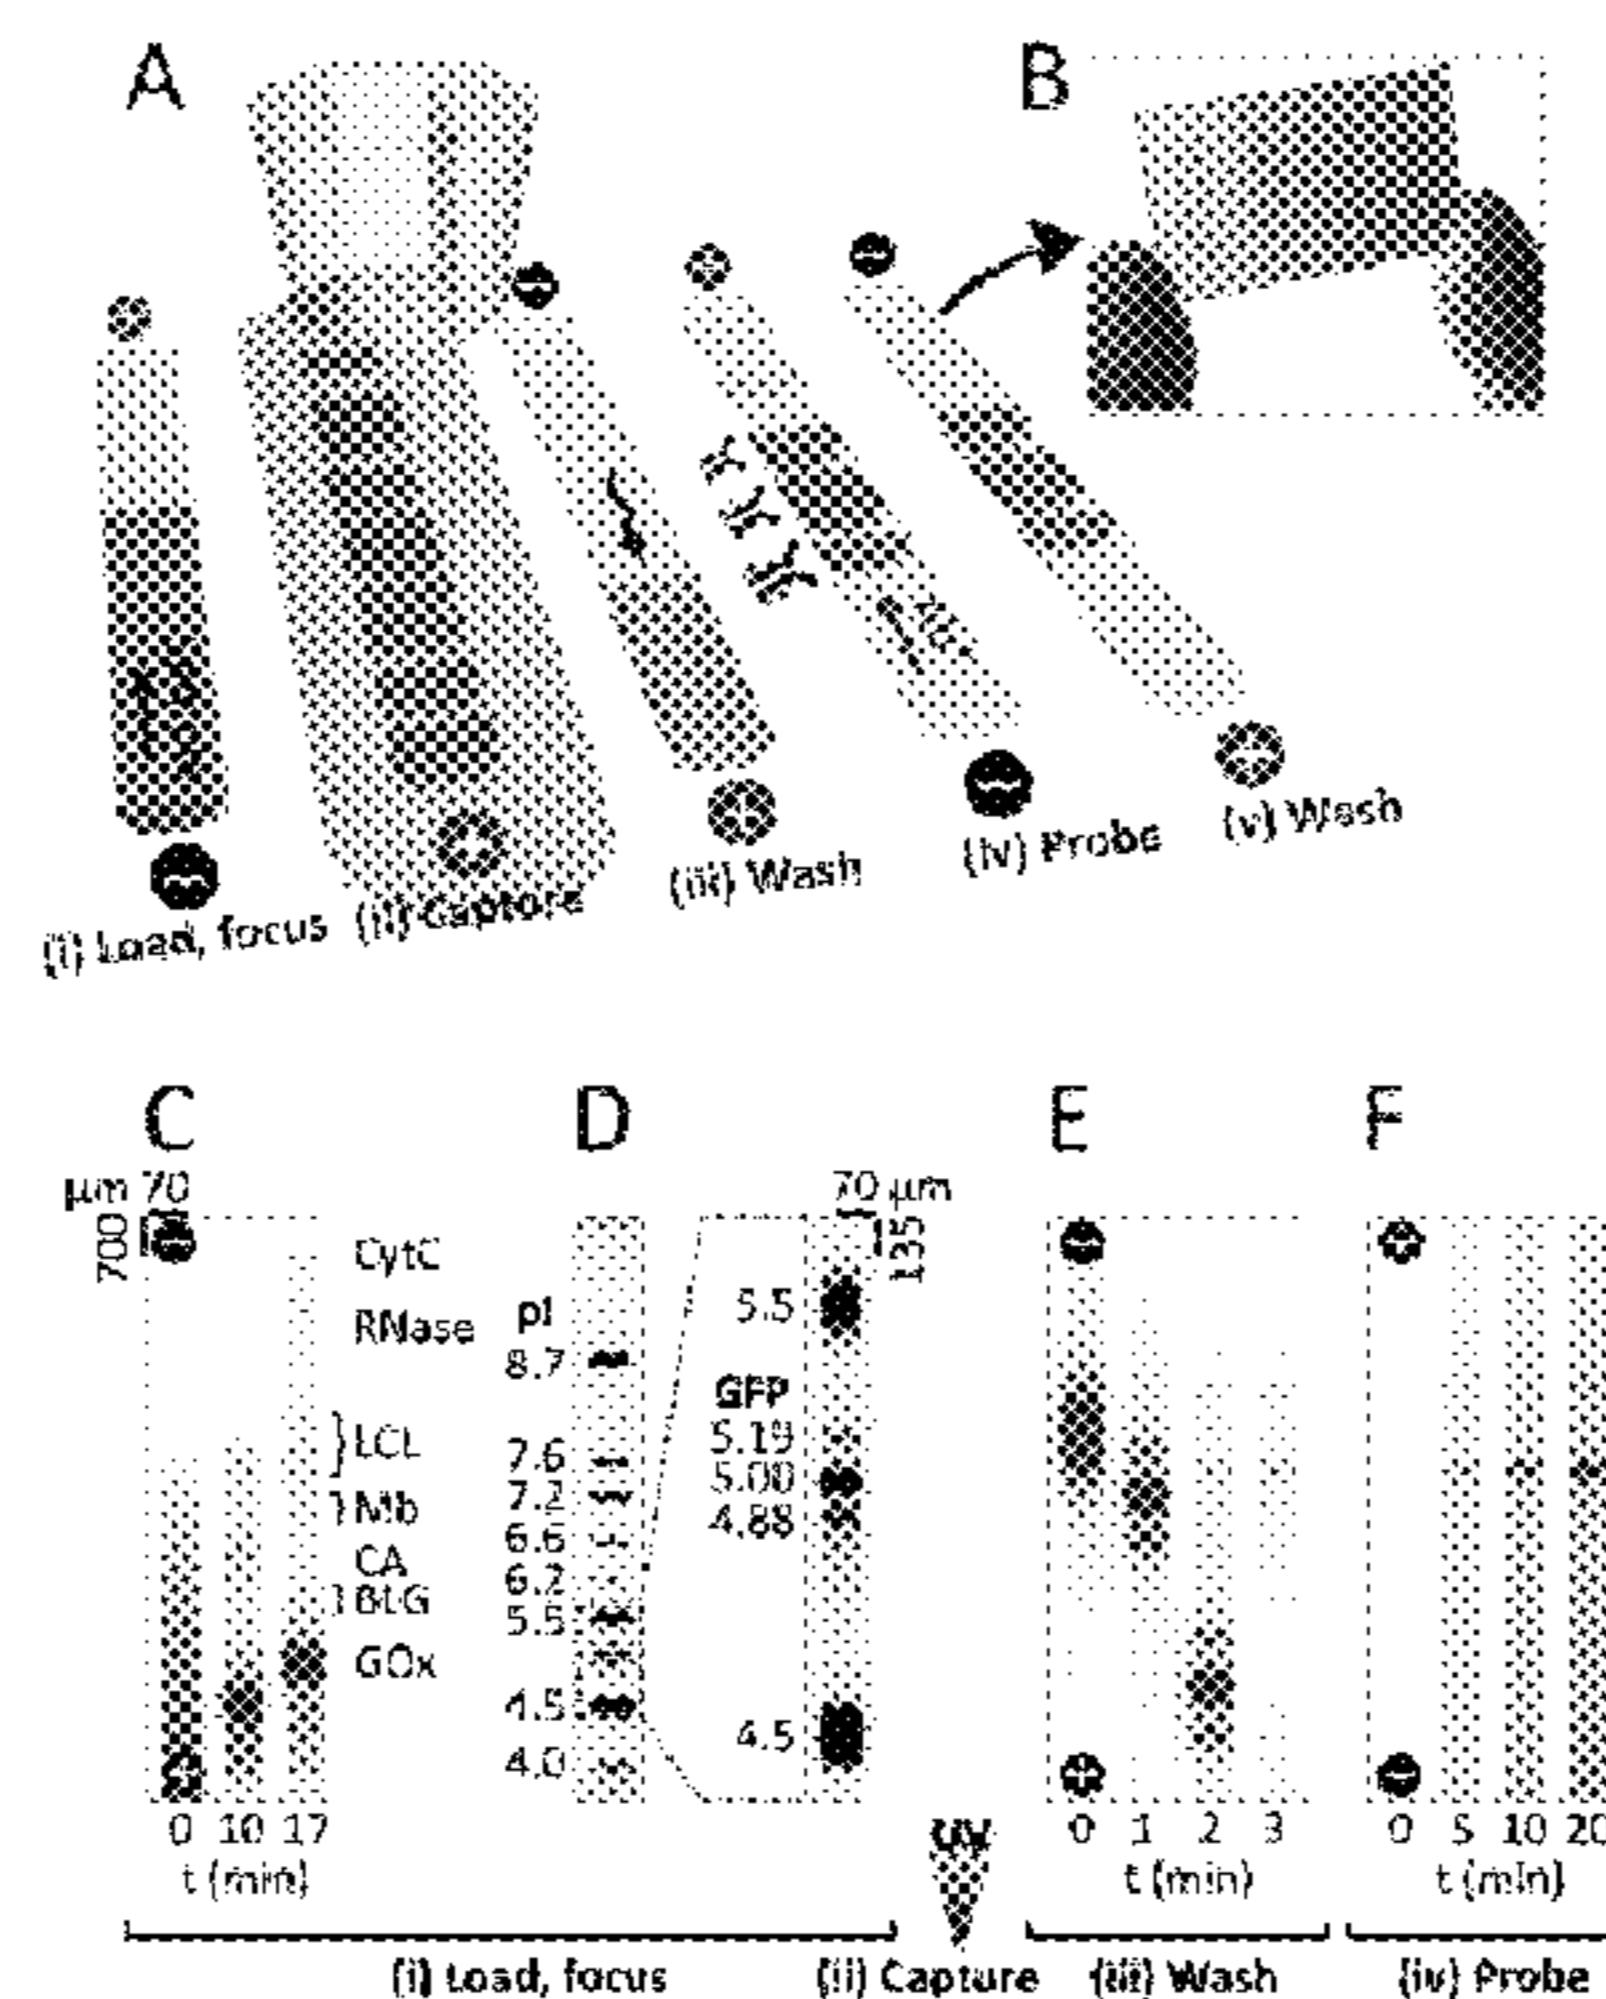 A
B
(i) Load, focus
(ii) Capture
(iii) Wash
(iv) Probe
(v) Wash
C
D
E
F
µm 70
700
CytC
RNase
LCL
Mb
CA
BLG
GOx
0 10 17
t (min)
pI
8.7
7.6
7.2
6.6
6.2
5.5
4.5
4.0
70 µm
135
5.5
GFP
5.19
5.00
4.88
4.5
UV
0 1 2 3
t (min)
0 5 10 20
t (min)
(i) Load, focus
(ii) Capture
(iii) Wash
(iv) Probe